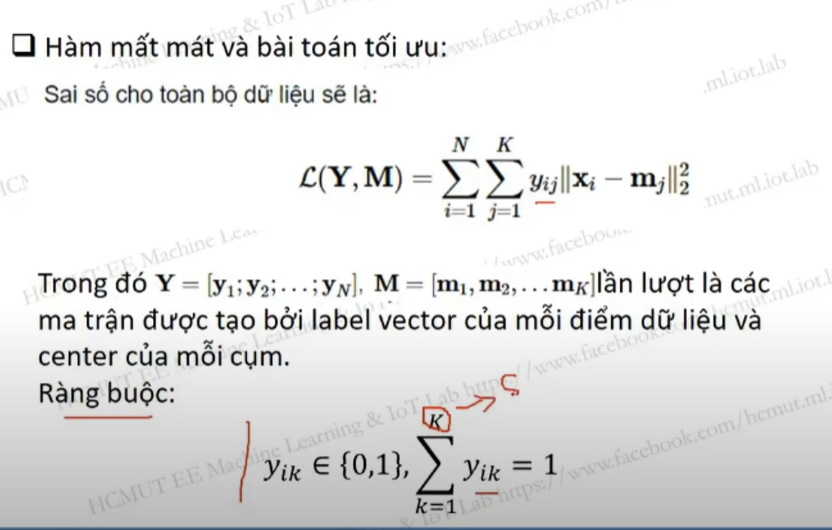 ❑ Hàm mất mát và bài toán tối ưu:
Sai số cho toàn bộ dữ liệu sẽ là:
$\mathcal{L}(\mathbf{Y}, \mathbf{M}) = \sum_{i=1}^{N} \sum_{j=1}^{K} y_{ij} \|\mathbf{x}_i - \mathbf{m}_j\|_2^2$
Trong đó $\mathbf{Y} = [\mathbf{y}_1; \mathbf{y}_2; \ldots; \mathbf{y}_N]$, $\mathbf{M} = [\mathbf{m}_1, \mathbf{m}_2, \ldots \mathbf{m}_K]$ lần lượt là các
ma trận được tạo bởi label vector của mỗi điểm dữ liệu và
center của mỗi cụm.
Ràng buộc:
$y_{ik} \in \{0,1\}, \sum_{k=1}^{K} y_{ik} = 1$
HCMUT EE Machine Learning & IoT Lab https://www.facebook.com/hcmut.ml.